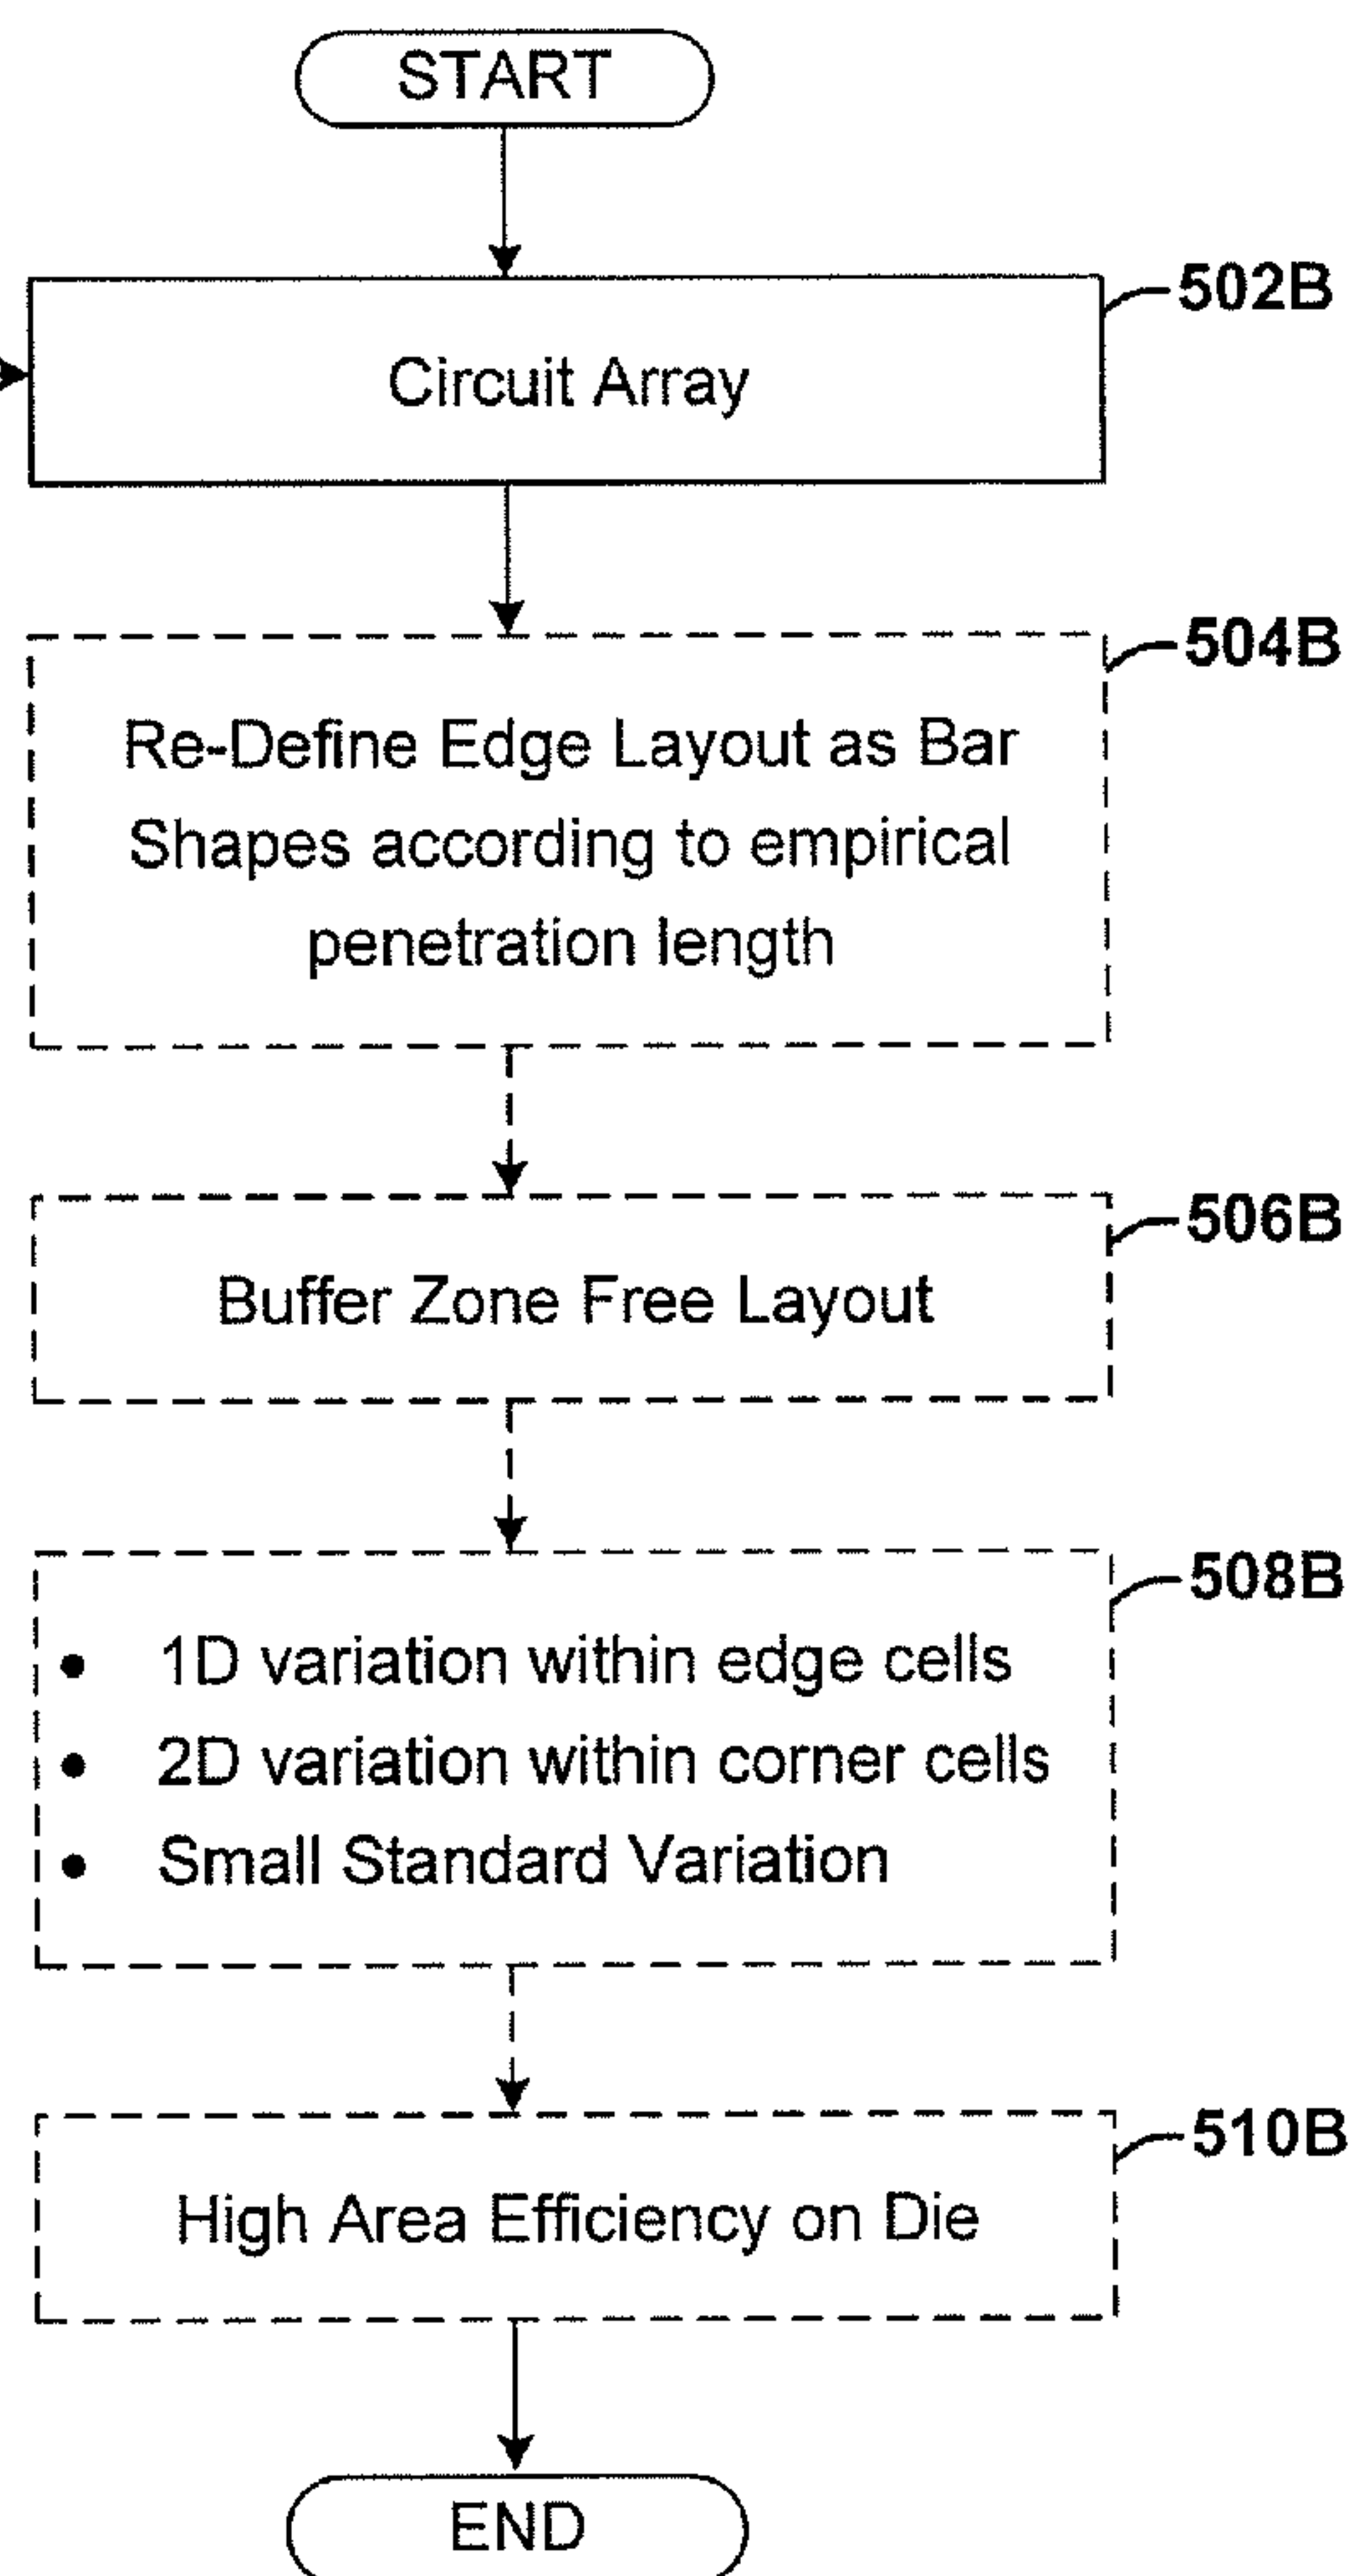 START
502B
Circuit Array
504B
Re-Define Edge Layout as Bar
Shapes according to empirical
penetration length
506B
Buffer Zone Free Layout
508B
• 1D variation within edge cells
• 2D variation within corner cells
• Small Standard Variation
510B
High Area Efficiency on Die
END